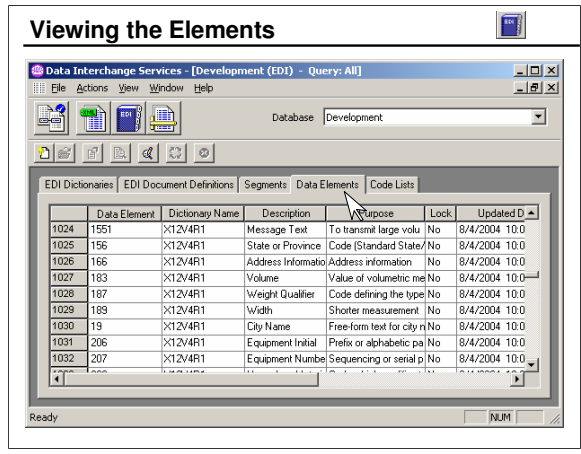 Viewing the Elements
EDI
Data Interchange Services - [Development (EDI) - Query: All]
File Actions View Window Help
EDI
Database Development
EDI Dictionaries EDI Document Definitions Segments Data Elements Code Lists
Data Element Dictionary Name Description Purpose Lock Updated D
1024 1551 X12V4R1 Message Text To transmit large volu No 8/4/2004 10:0
1025 156 X12V4R1 State or Province Code (Standard State/ No 8/4/2004 10:0
1026 166 X12V4R1 Address Informatio Address information No 8/4/2004 10:0
1027 183 X12V4R1 Volume Value of volumetric me No 8/4/2004 10:0
1028 187 X12V4R1 Weight Qualifier Code defining the type No 8/4/2004 10:0
1029 189 X12V4R1 Width Shorter measurement No 8/4/2004 10:0
1030 19 X12V4R1 City Name Free-form text for city n No 8/4/2004 10:0
1031 206 X12V4R1 Equipment Initial Prefix or alphabetic pa No 8/4/2004 10:0
1032 207 X12V4R1 Equipment Numbe Sequencing or serial p No 8/4/2004 10:0
Ready NUM